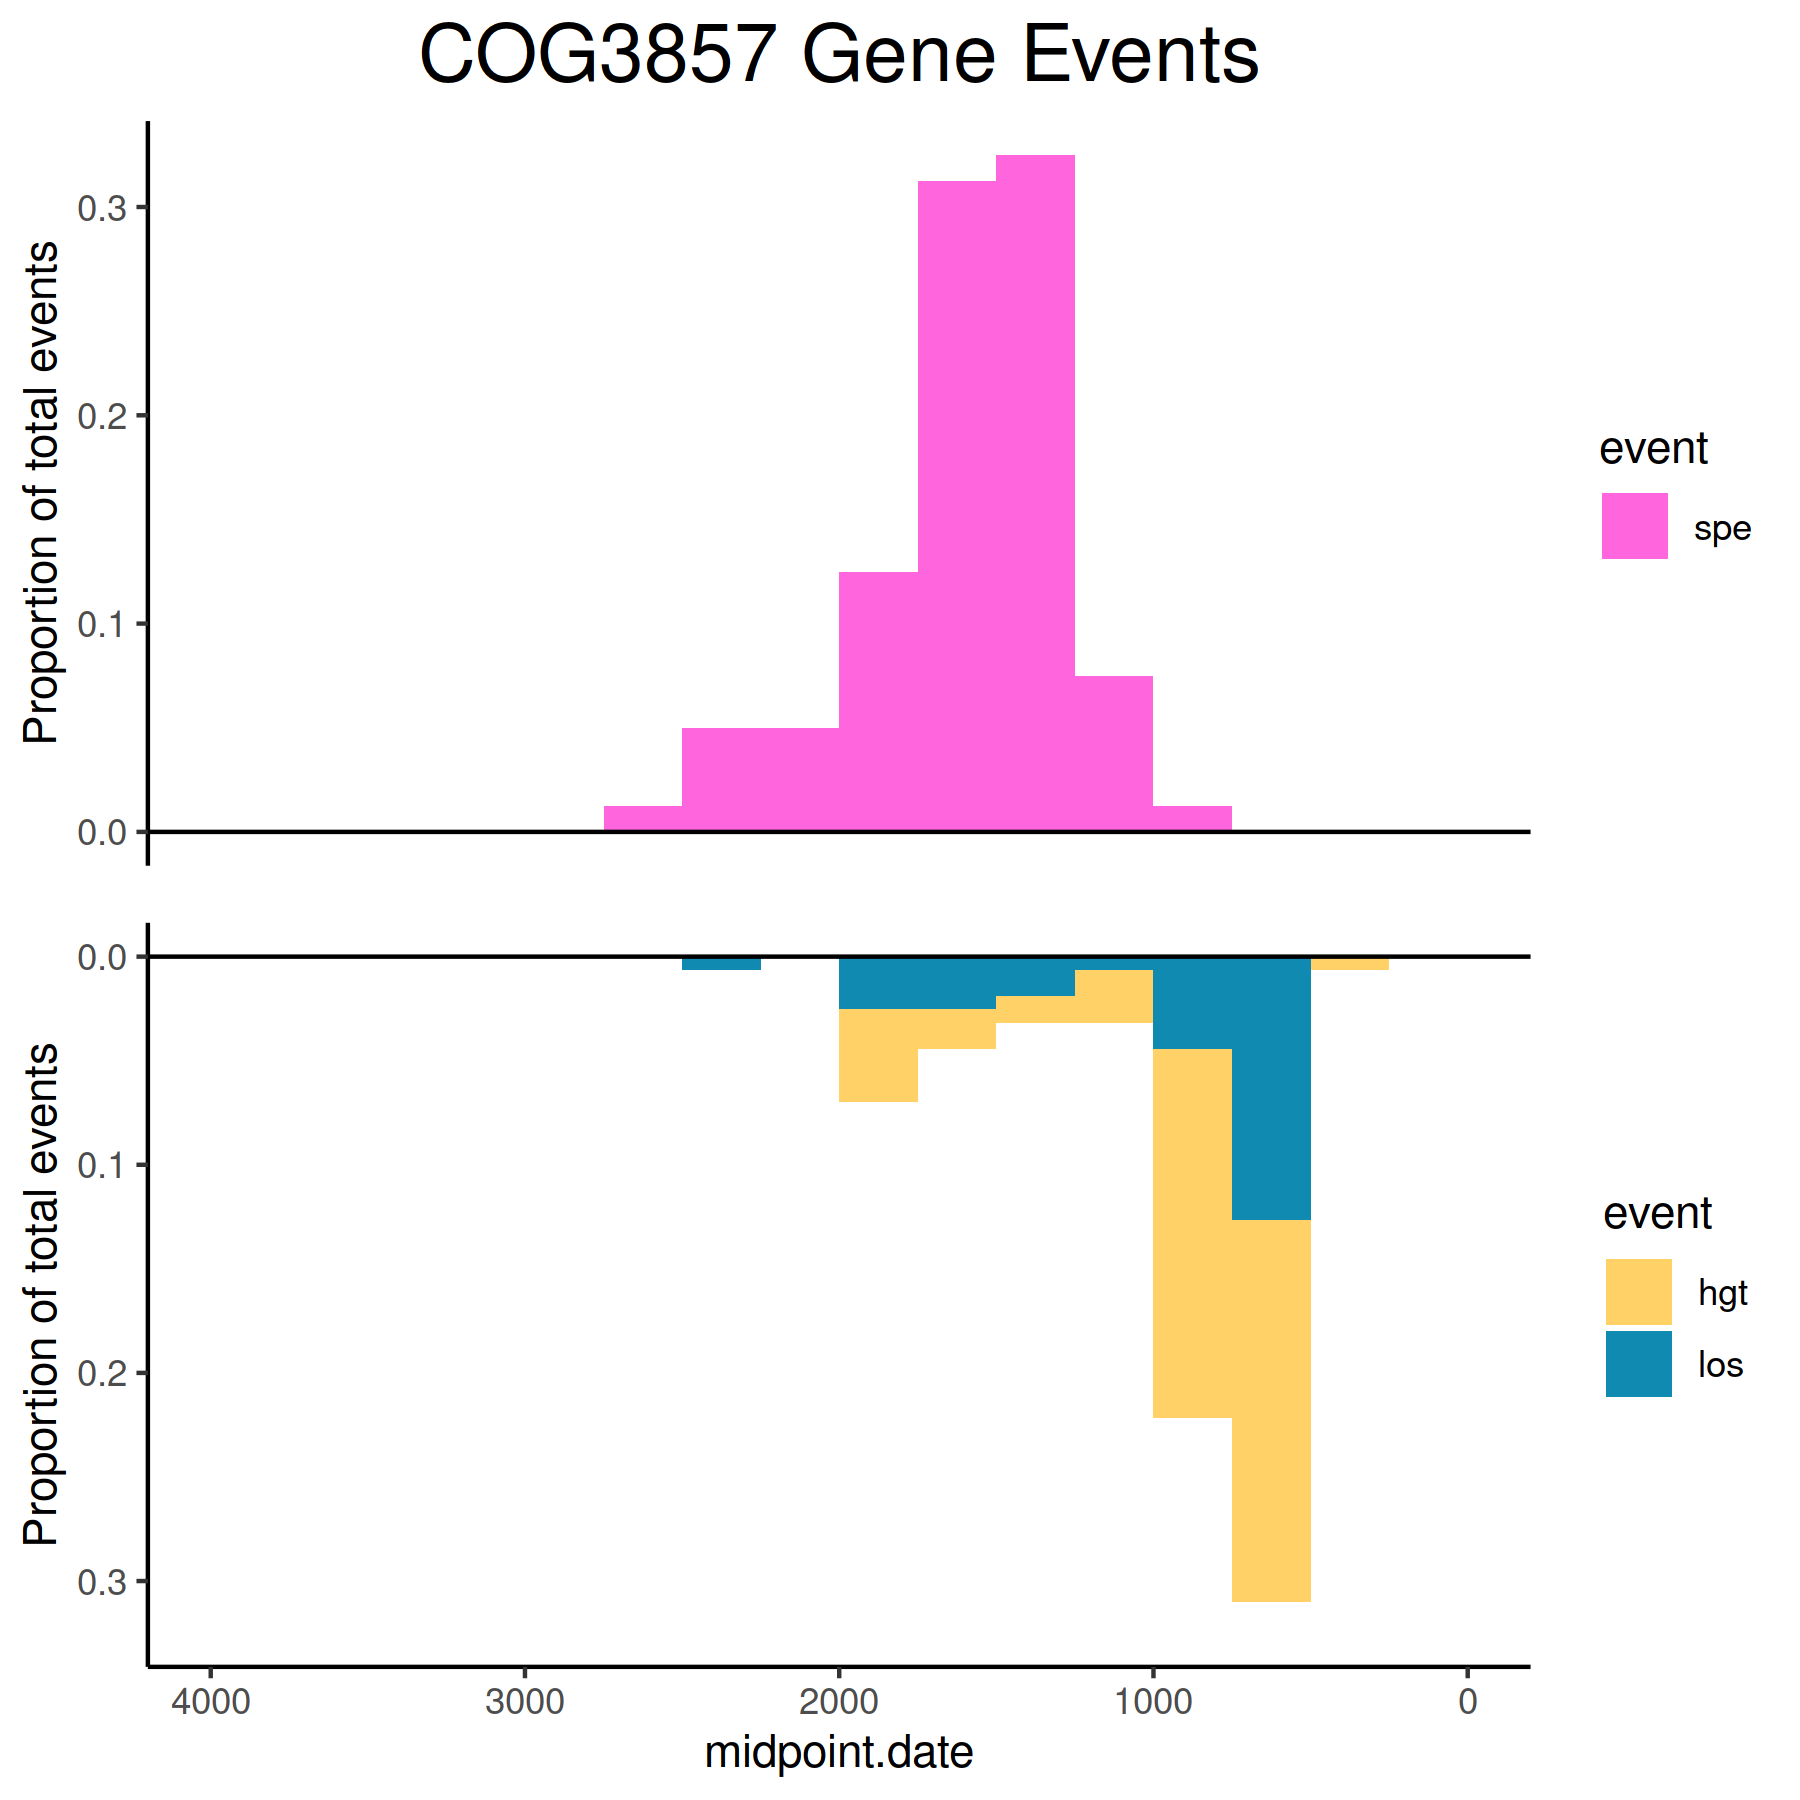 COG3857 Gene Events
Proportion of total events
0.3
0.2
0.1
0.0
event
spe
Proportion of total events
0.0
0.1
0.2
0.3
event
hgt
los
4000 3000 2000 1000 0
midpoint.date